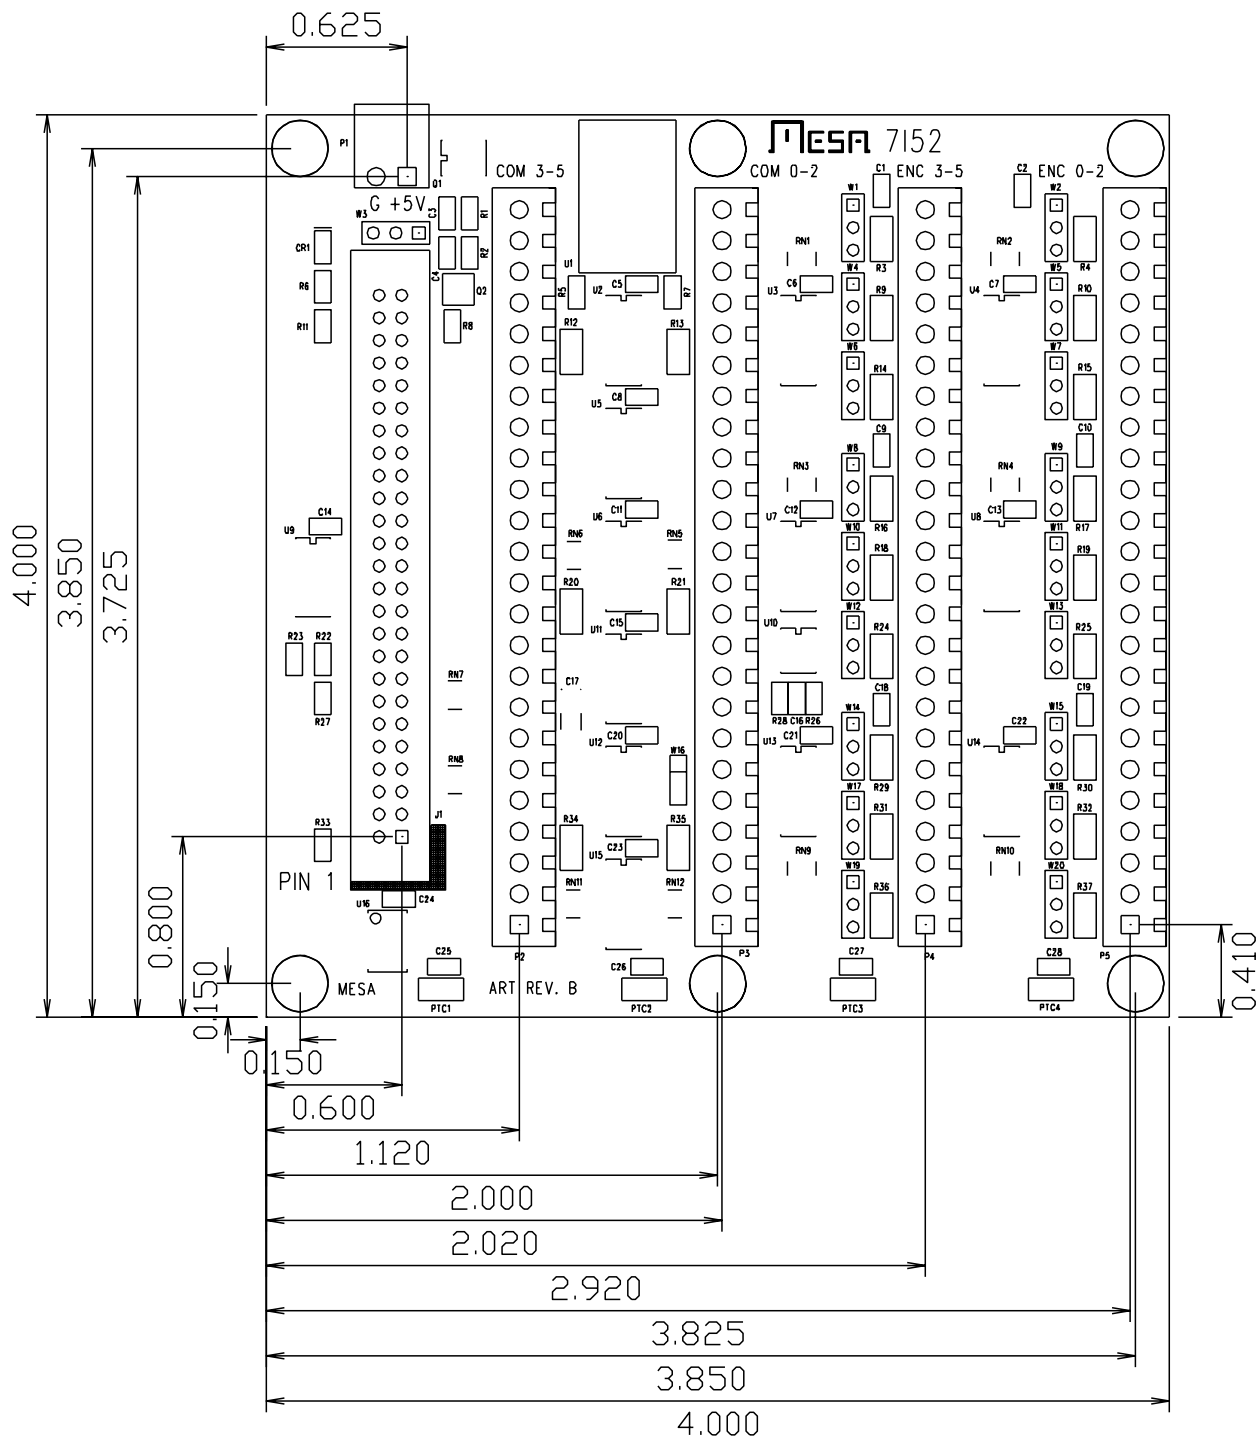 0.625
MESA 7I52
P1
Q1
COM 3-5
COM 0-2
C1
ENC 3-5
C2
ENC 0-2
G +5V
W3
C3
R1
W1
W2
CR1
C4
R2
U1
RN1
R3
RN2
R4
R6
Q2
R5
U2
C5
R7
U3
C6
W4
R9
U4
C7
W5
R10
R11
R8
R12
R13
W6
W7
R14
R15
U5
C8
C9
C10
W8
W9
RN3
RN4
C14
U9
U6
C11
U7
C12
R16
U8
C13
R17
RN6
RN5
W10
R18
W11
R19
R20
R21
W12
W13
U11
C15
U10
R24
R25
R23
R22
RN7
C17
C18
C19
R27
R28
C16
R26
W14
W15
U12
C20
U13
C21
U14
C22
W16
RN8
R29
R30
W17
R31
W18
R32
J1
R33
R34
R35
U15
C23
RN9
RN10
W19
W20
PIN 1
RN11
RN12
R36
R37
U16
C24
P2
P3
P4
P5
C25
C26
C27
C28
MESA
ART REV. B
PTC1
PTC2
PTC3
PTC4
4.000
3.850
3.725
0.800
0.150
0.410
0.150
0.600
1.120
2.000
2.020
2.920
3.825
3.850
4.000